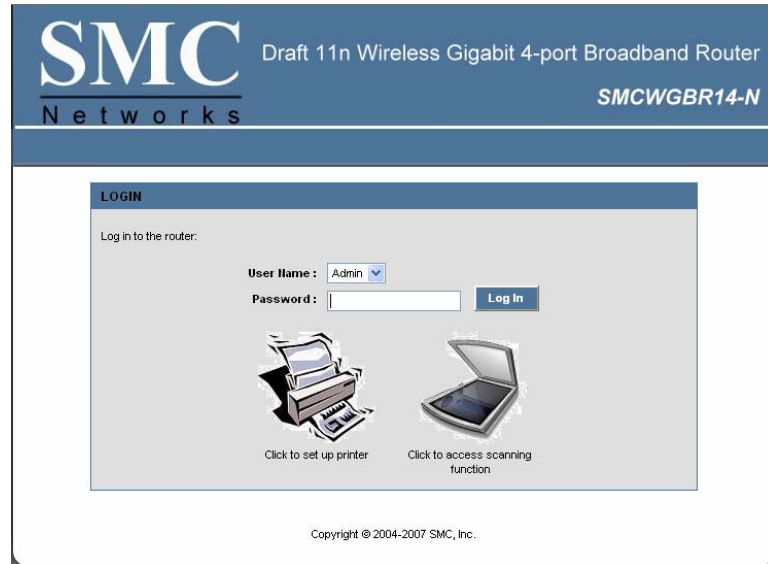 SMC
Networks
Draft 11n Wireless Gigabit 4-port Broadband Router
SMCWGBR14-N
LOGIN
Log in to the router:
User Name : Admin
Password : Log In
Click to set up printer
Click to access scanning
function
Copyright © 2004-2007 SMC, Inc.